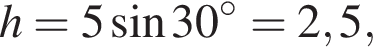 h = 5 sin 30° = 2,5,